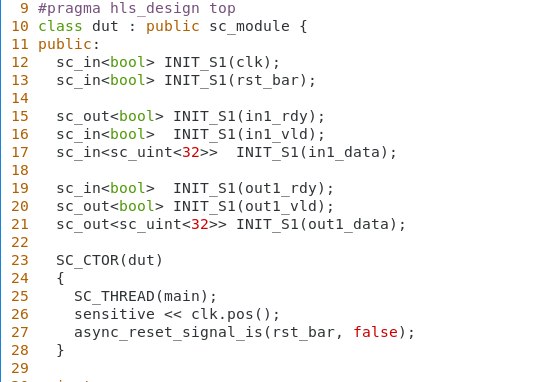 9 #pragma hls_design top
10 class dut : public sc_module {
11 public:
12   sc_in<bool> INIT_S1(clk);
13   sc_in<bool> INIT_S1(rst_bar);
14
15   sc_out<bool> INIT_S1(in1_rdy);
16   sc_in<bool>  INIT_S1(in1_vld);
17   sc_in<sc_uint<32>>  INIT_S1(in1_data);
18
19   sc_in<bool>  INIT_S1(out1_rdy);
20   sc_out<bool> INIT_S1(out1_vld);
21   sc_out<sc_uint<32>> INIT_S1(out1_data);
22
23   SC_CTOR(dut)
24   {
25     SC_THREAD(main);
26     sensitive << clk.pos();
27     async_reset_signal_is(rst_bar, false);
28   }
29